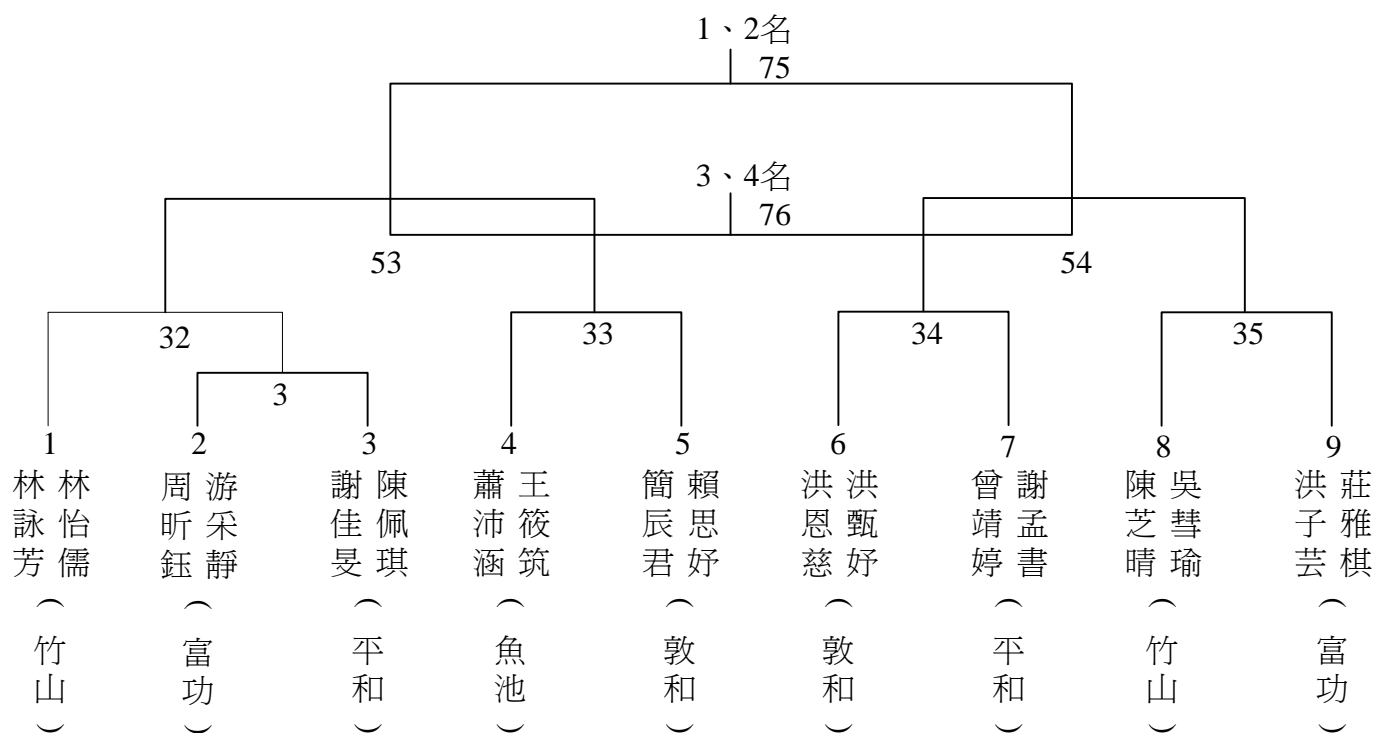 1、2名
75
3、4名
76
53
54
32
33
34
35
3
1
林詠芳
林怡儒
(竹山)
2
周昕鈺
游采靜
(富功)
3
謝佳旻
陳佩琪
(平和)
4
蕭沛涵
王筱筑
(魚池)
5
簡辰君
賴思妤
(敦和)
6
洪恩慈
洪甄妤
(敦和)
7
曾靖婷
謝孟書
(平和)
8
陳芝晴
吳彗瑜
(竹山)
9
洪子芸
莊雅棋
(富功)